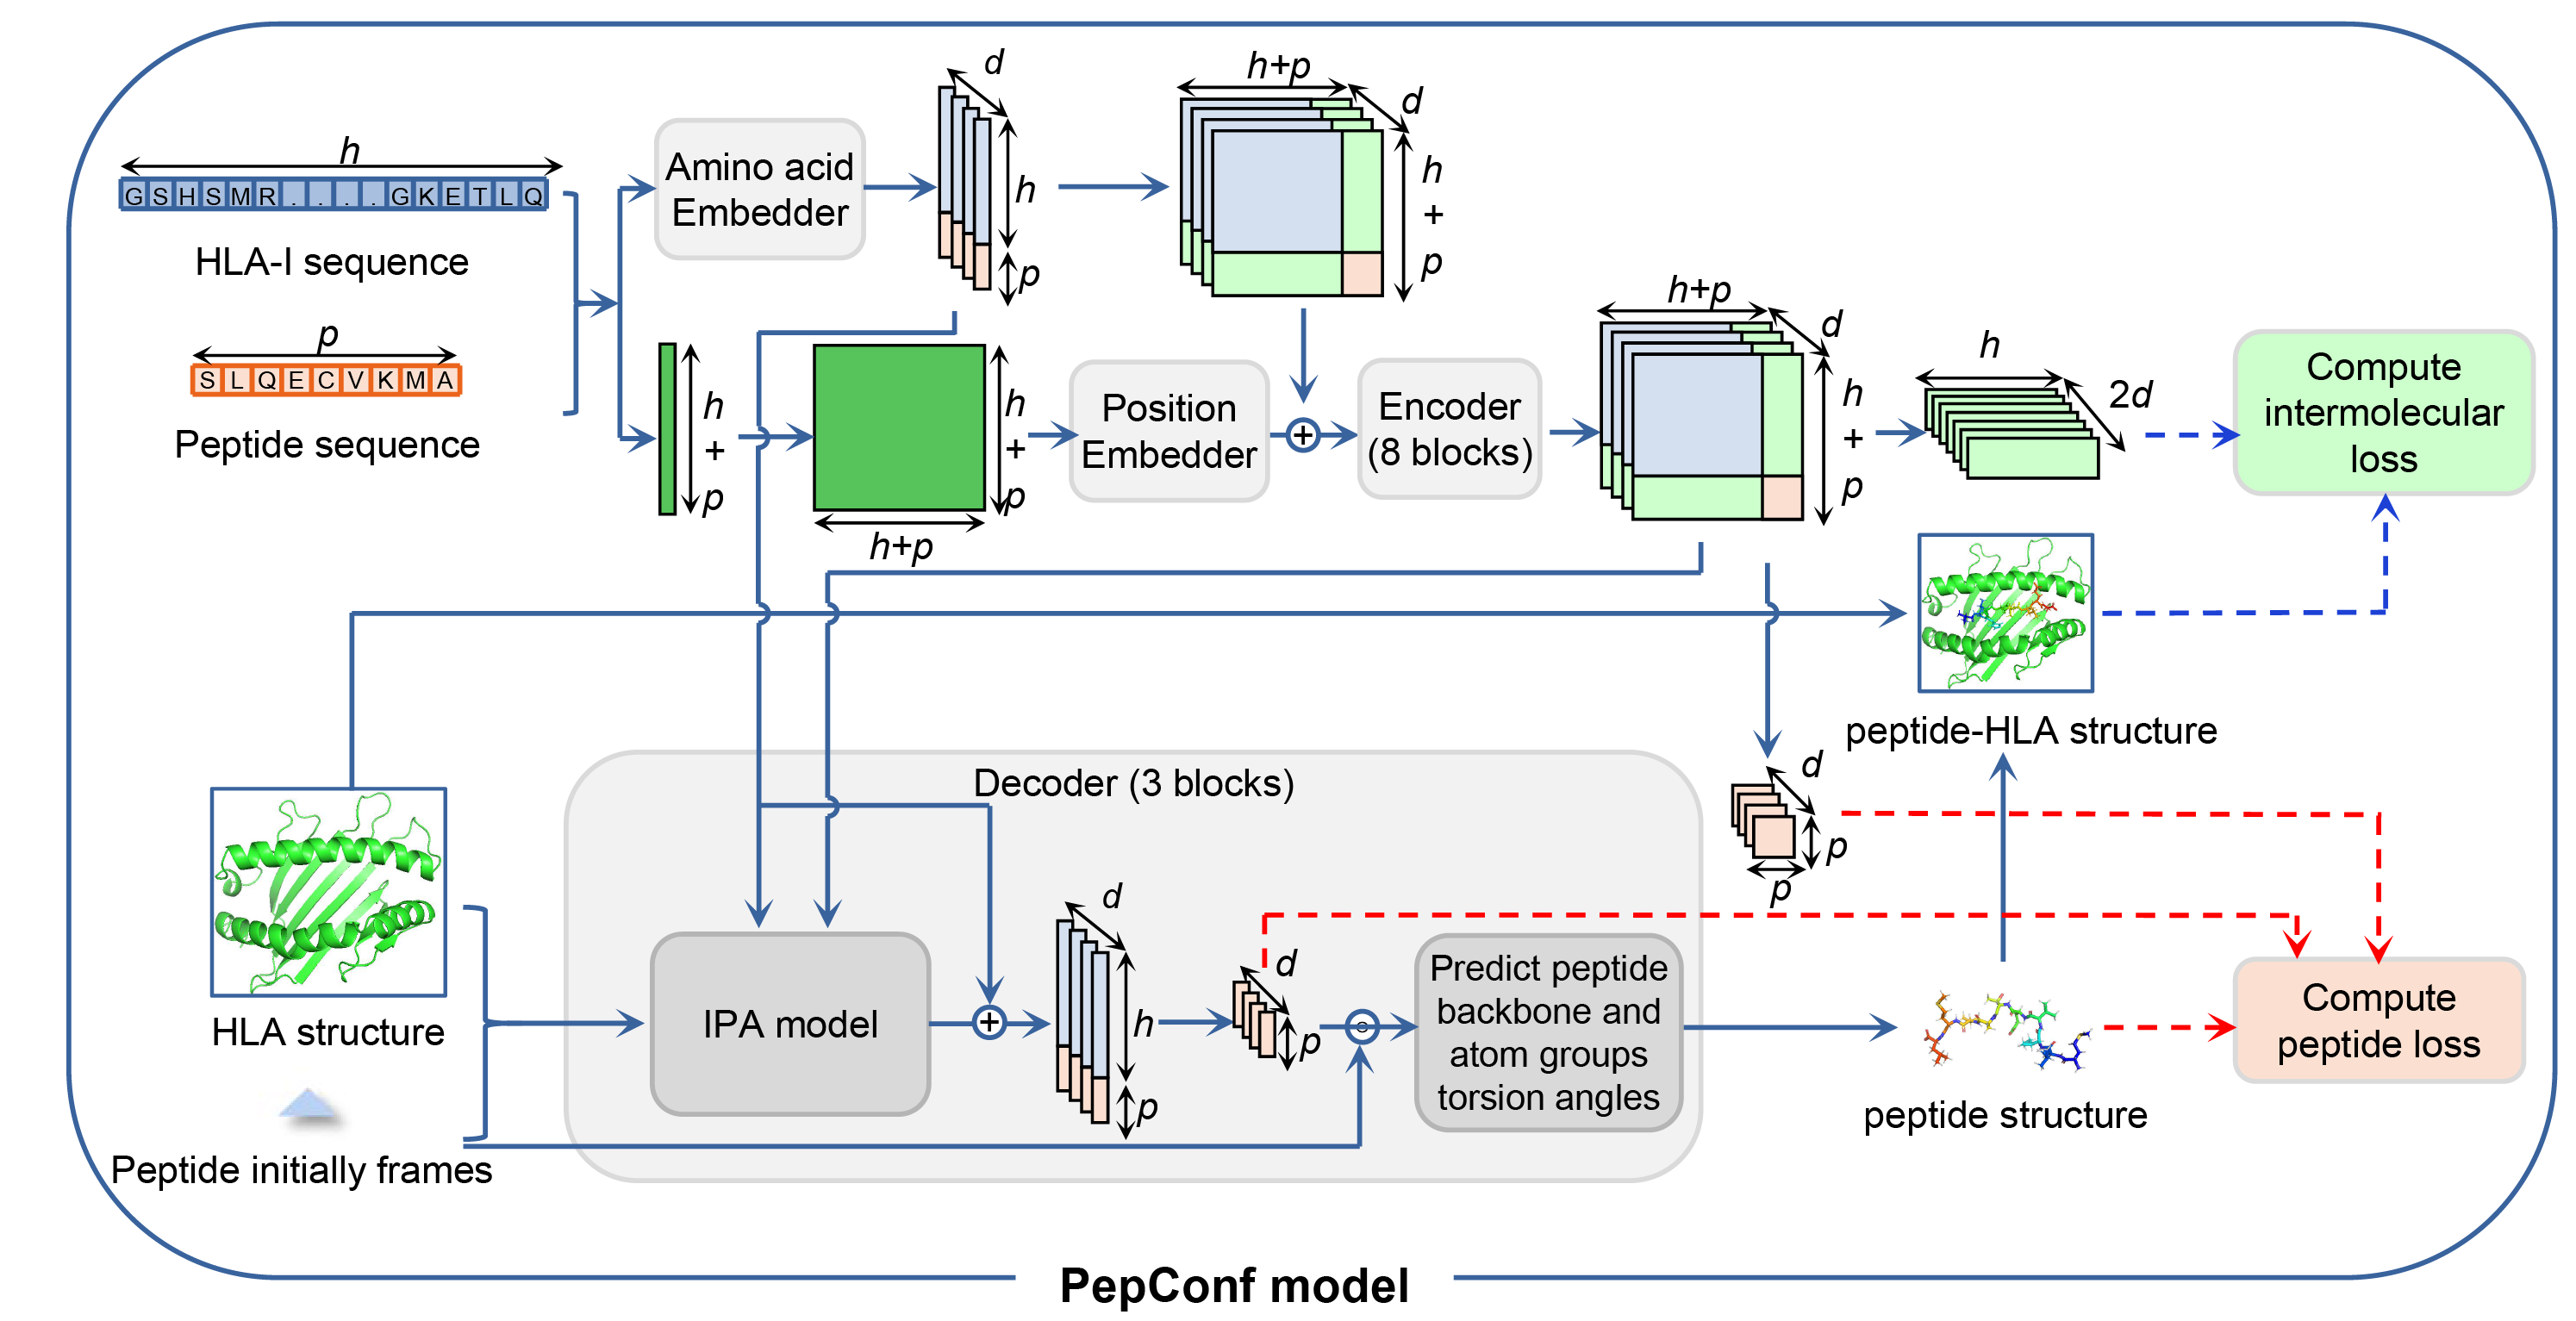 h
G S H S M R . . . . G K E T L Q
HLA-I sequence
p
S L Q E C V K M A
Peptide sequence
Amino acid
Embedder
d
h
p
h+p
d
h
+
p
h
+
p
h
+
p
h+p
Position
Embedder
+
Encoder
(8 blocks)
h+p
d
h
+
p
h
2d
Compute
intermolecular
loss
peptide-HLA structure
HLA structure
Peptide initially frames
Decoder (3 blocks)
IPA model
+
d
h
p
d
p
Predict peptide
backbone and
atom groups
torsion angles
d
p
p
peptide structure
Compute
peptide loss
PepConf model